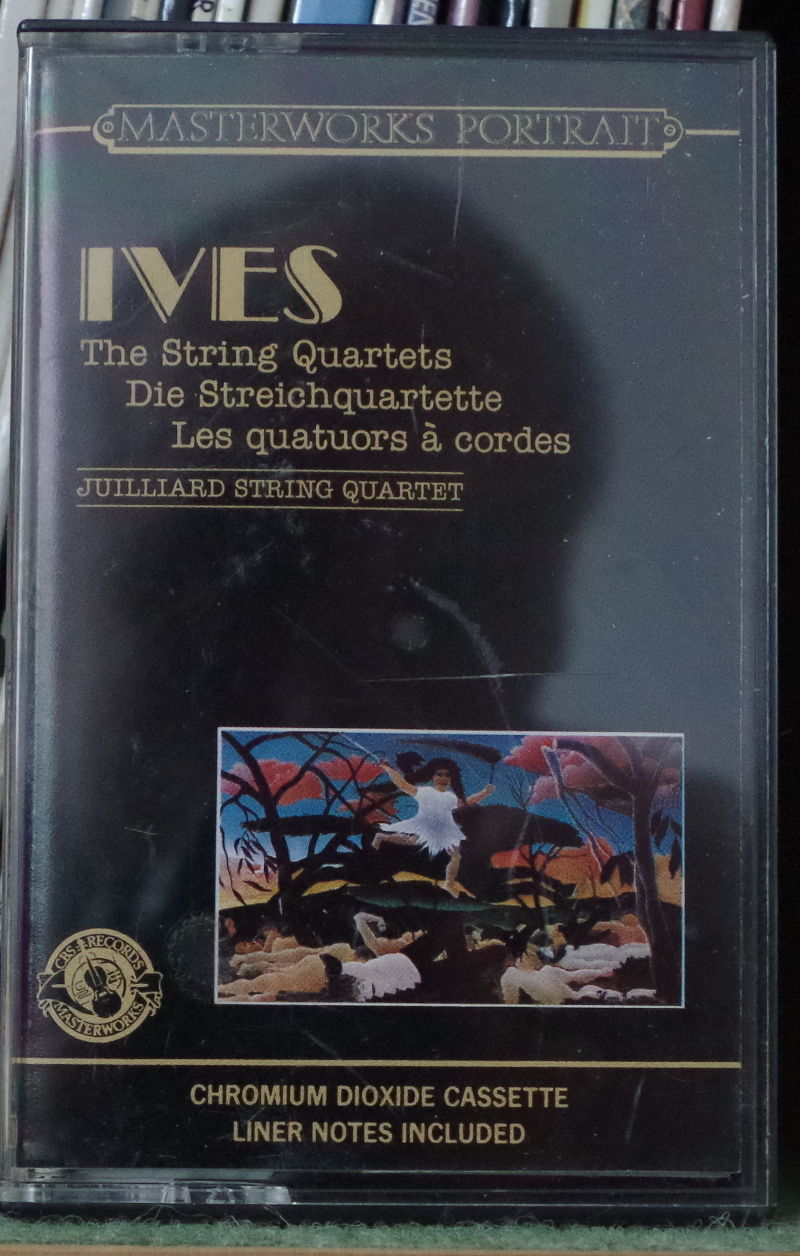 MASTERWORKS PORTRAIT
IVES
The String Quartets
Die Streichquartette
Les quatuors à cordes
JUILLIARD STRING QUARTET
CBS RECORDS
MASTERWORKS
CHROMIUM DIOXIDE CASSETTE
LINER NOTES INCLUDED